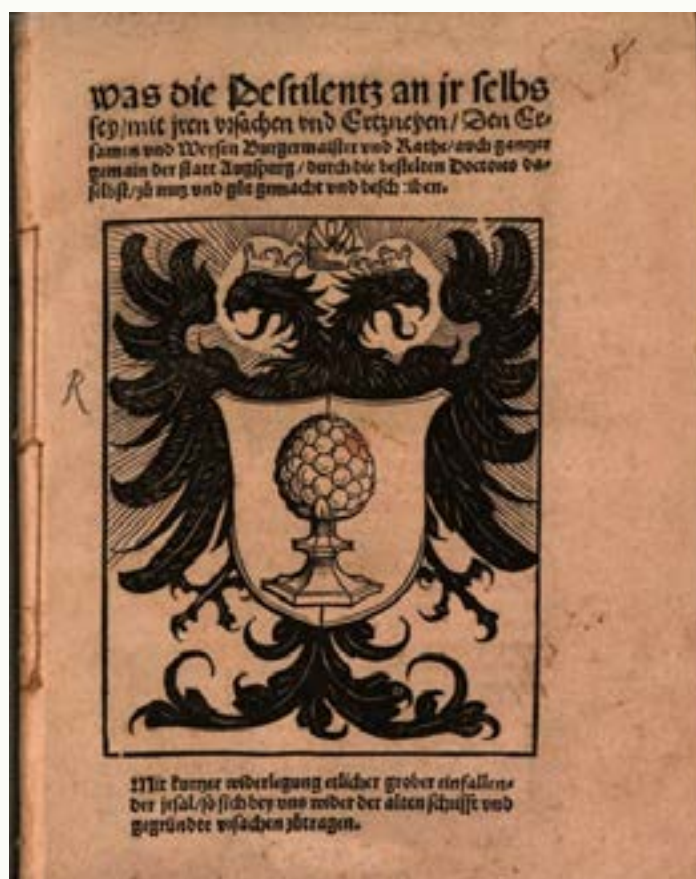 8
was die Pestilentz an jr selbs
sey/mit jren vrsachen vnd Ertzneyen/Den Er-
samen vnd Weysen Burgermaister vnd Rathe/auch gantzer
gemain der statt Augspurg/durch die bestelten Doctores da-
selbst/zů nutz vnd gůt gemacht vnd
R
Mit kurtzer widerlegung etlicher grober einfallen-
der jrsal/so sich bey vns wider der alten schrifft vnd
gegründte vrsachen zůtragen.